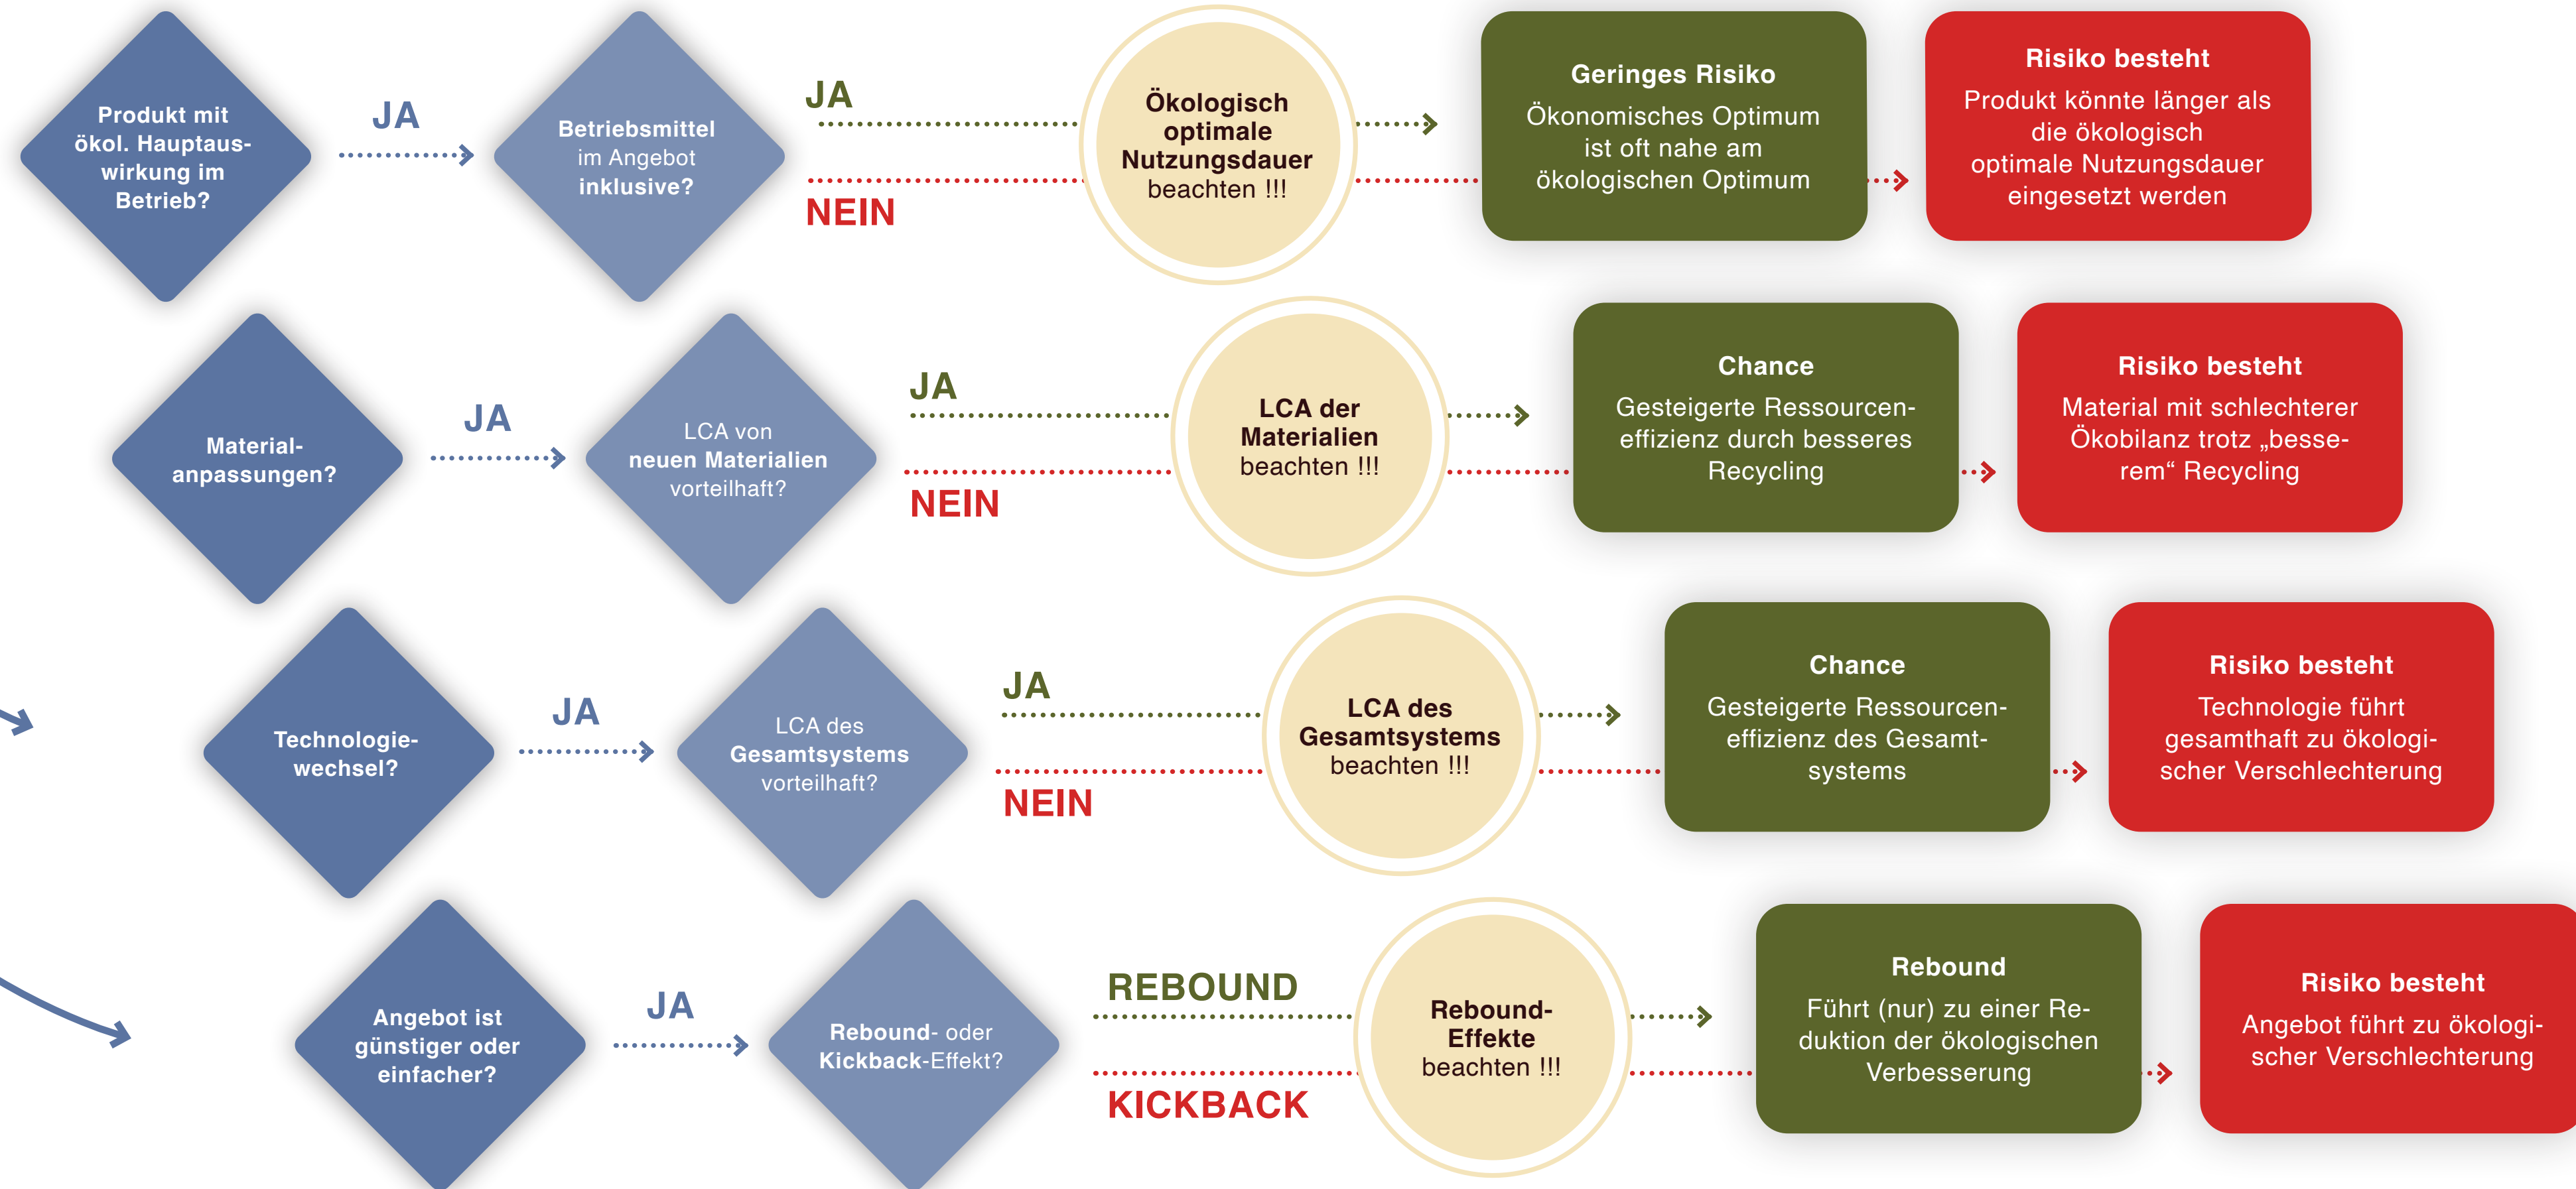 Produkt mit
ökol. Hauptaus-
wirkung im
Betrieb?
JA
Betriebsmittel
im Angebot
inklusive?
JA
NEIN
Ökologisch
optimale
Nutzungsdauer
beachten !!!
Geringes Risiko
Ökonomisches Optimum
ist oft nahe am
ökologischen Optimum
Risiko besteht
Produkt könnte länger als
die ökologisch
optimale Nutzungsdauer
eingesetzt werden
Material-
anpassungen?
JA
LCA von
neuen Materialien
vorteilhaft?
JA
NEIN
LCA der
Materialien
beachten !!!
Chance
Gesteigerte Ressourcen-
effizienz durch besseres
Recycling
Risiko besteht
Material mit schlechterer
Ökobilanz trotz „besse-
rem“ Recycling
Technologie-
wechsel?
JA
LCA des
Gesamtsystems
vorteilhaft?
JA
NEIN
LCA des
Gesamtsystems
beachten !!!
Chance
Gesteigerte Ressourcen-
effizienz des Gesamt-
systems
Risiko besteht
Technologie führt
gesamthaft zu ökologi-
scher Verschlechterung
Angebot ist
günstiger oder
einfacher?
JA
Rebound- oder
Kickback-Effekt?
REBOUND
KICKBACK
Rebound-
Effekte
beachten !!!
Rebound
Führt (nur) zu einer Re-
duktion der ökologischen
Verbesserung
Risiko besteht
Angebot führt zu ökologi-
scher Verschlechterung